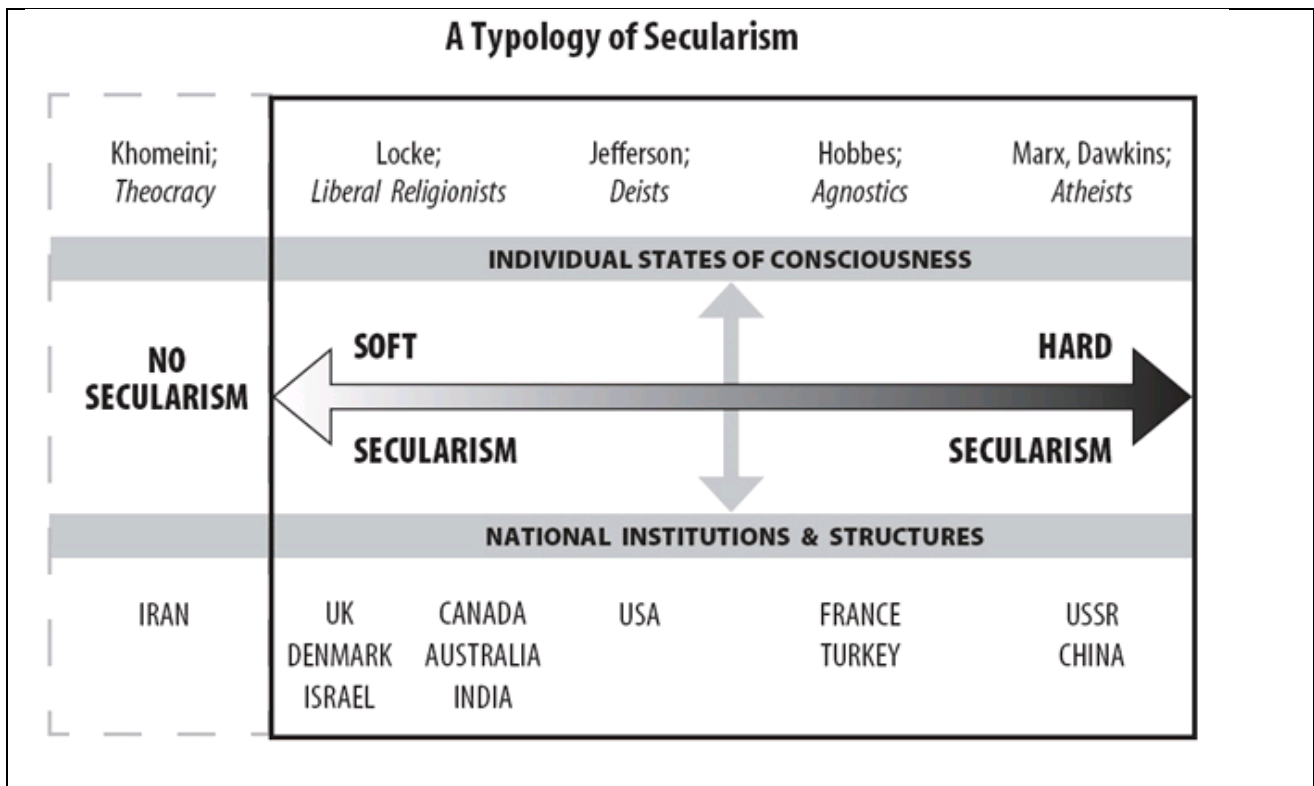 A Typology of Secularism
Khomeini; Locke; Jefferson; Hobbes; Marx, Dawkins;
Theocracy Liberal Religionists Deists Agnostics Atheists
INDIVIDUAL STATES OF CONSCIOUSNESS
SOFT HARD
NO
SECULARISM
SECULARISM SECULARISM
NATIONAL INSTITUTIONS & STRUCTURES
IRAN UK CANADA USA FRANCE USSR
DENMARK AUSTRALIA TURKEY CHINA
ISRAEL INDIA